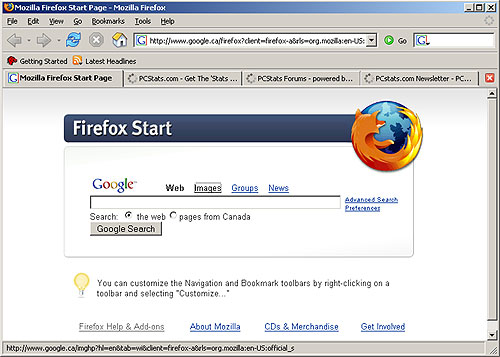 Mozilla Firefox Start Page - Mozilla Firefox
File View Go Bookmarks Tools Help
http://www.google.ca/firefox?client=firefox-a&rls=org.mozilla:en-US: Go
Getting Started Latest Headlines
Mozilla Firefox Start Page PCStats.com - Get The 'Stats ... PCStats Forums - powered b... PCStats.com Newsletter - PC...
Firefox Start
Google™ Web Images Groups News
Advanced Search
Preferences
Search: the web pages from Canada
Google Search
You can customize the Navigation and Bookmark toolbars by right-clicking on a
toolbar and selecting "Customize..."
Firefox Help & Add-ons About Mozilla CDs & Merchandise Get Involved
http://www.google.ca/imghp?hl=en&tab=wi&client=firefox-a&rls=org.mozilla:en-US:official_s